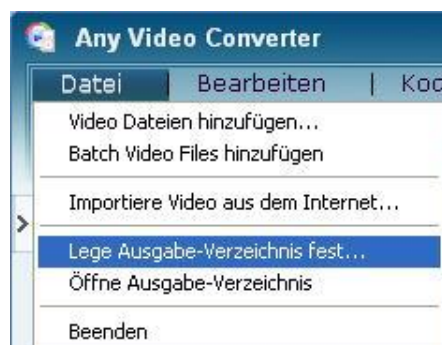 Any Video Converter
Datei | Bearbeiten | Kod
Video Dateien hinzufügen...
Batch Video Files hinzufügen
Importiere Video aus dem Internet...
Lege Ausgabe-Verzeichnis fest...
Öffne Ausgabe-Verzeichnis
Beenden